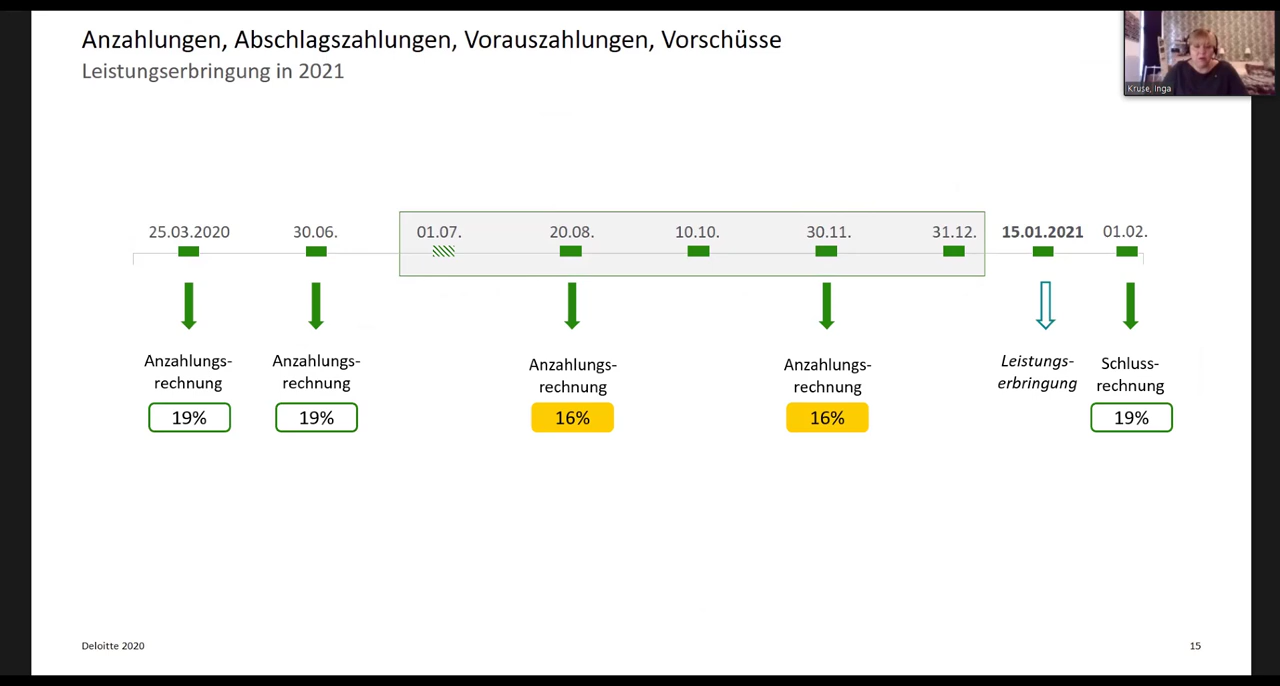 Anzahlungen, Abschlagszahlungen, Vorauszahlungen, Vorschüsse
Leistungserbringung in 2021
Kruse, Inga
25.03.2020 30.06. 01.07. 20.08. 10.10. 30.11. 31.12. 15.01.2021 01.02.
Anzahlungs-
rechnung
19%
Anzahlungs-
rechnung
19%
Anzahlungs-
rechnung
16%
Anzahlungs-
rechnung
16%
Leistungs-
erbringung
Schluss-
rechnung
19%
Deloitte 2020
15